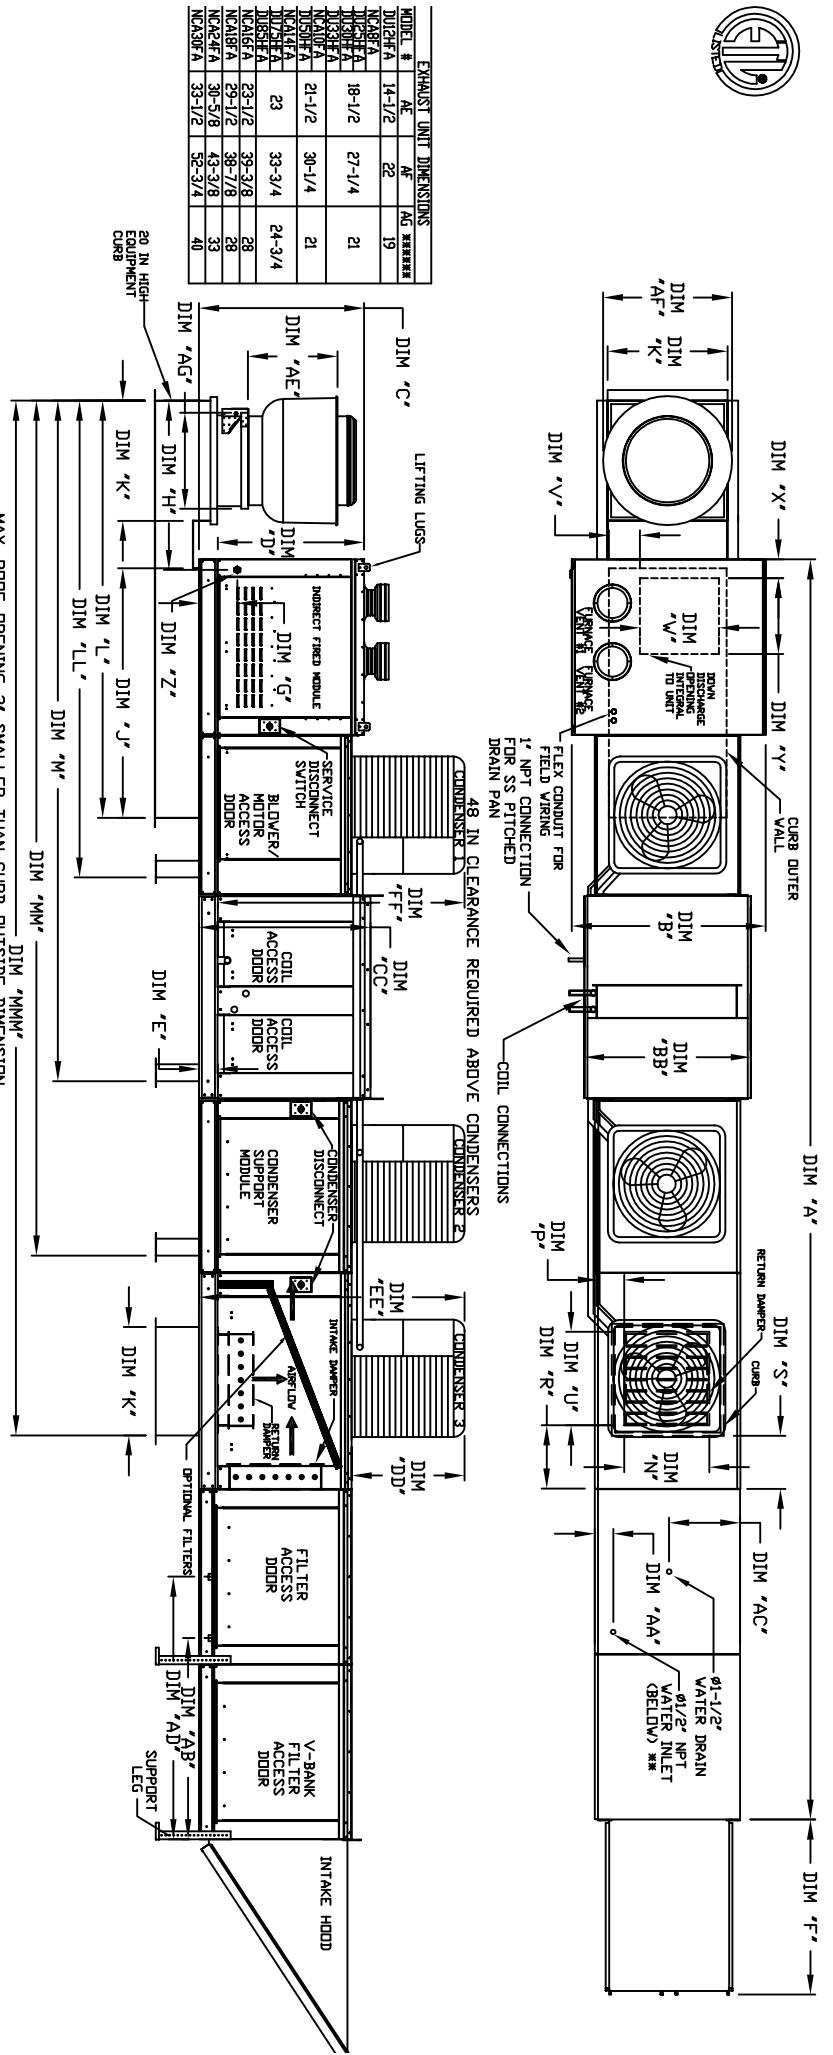 LISTED
EXHAUST UNIT DIMENSIONS
MODEL # AE AF AG ******
DU12HFA 14-1/2 22 19
NCA8FA
DU25HFA
DU30HFA 18-1/2 27-1/4 21
DU33HFA
NCA10FA
DU50HFA 21-1/2 30-1/4 21
NCA14FA
DU75HFA 23 33-3/4 24-3/4
DU85HFA
NCA16FA 23-1/2 39-3/8 28
NCA18FA 29-1/2 38-7/8 28
NCA24FA 30-5/8 43-3/8 33
NCA30FA 33-1/2 52-3/4 40
DIM "A"
DIM "F"
DIM "X"
DIM "Y"
CURB OUTER
WALL
DIM
"AF"
DIM
"K"
DIM "V"
DIM
"W"
DOWN
DISCHARGE
OPENING
INTEGRAL
TO UNIT
FURNACE
VENT #1
FURNACE
VENT #2
FLEX CONDUIT FOR
FIELD WIRING
1" NPT CONNECTION
FOR SS PITCHED
DRAIN PAN
DIM
"B"
DIM
"BB"
COIL CONNECTIONS
DIM
"P"
RETURN DAMPER
CURB
DIM "S"
DIM "U"
DIM "R"
DIM
"N"
DIM "AC"
DIM "AA"
ø1-1/2"
WATER DRAIN
ø1/2" NPT
WATER INLET
(BELOW) **
DIM "C"
LIFTING LUGS
DIM "AE"
DIM "AG"
DIM
"D"
INDIRECT FIRED MODULE
DIM "G"
SERVICE
DISCONNECT
SWITCH
BLOWER/
MOTOR
ACCESS
DOOR
CONDENSER 1
48 IN CLEARANCE REQUIRED ABOVE CONDENSERS
DIM
"FF"
DIM
"CC"
COIL
ACCESS
DOOR
COIL
ACCESS
DOOR
CONDENSER 2
CONDENSER
DISCONNECT
CONDENSER
SUPPORT
MODULE
CONDENSER 3
DIM
"EE"
DIM
"DD"
INTAKE DAMPER
AIRFLOW
RETURN
DAMPER
OPTIONAL FILTERS
FILTER
ACCESS
DOOR
V-BANK
FILTER
ACCESS
DOOR
INTAKE HOOD
20 IN HIGH
EQUIPMENT
CURB
DIM "H"
DIM "Z"
DIM "K"
DIM "J"
DIM "L"
DIM "LL"
DIM "M"
DIM "E"
DIM "MM"
DIM "MMM"
DIM "K"
DIM "AB"
DIM "AD"
SUPPORT
LEG